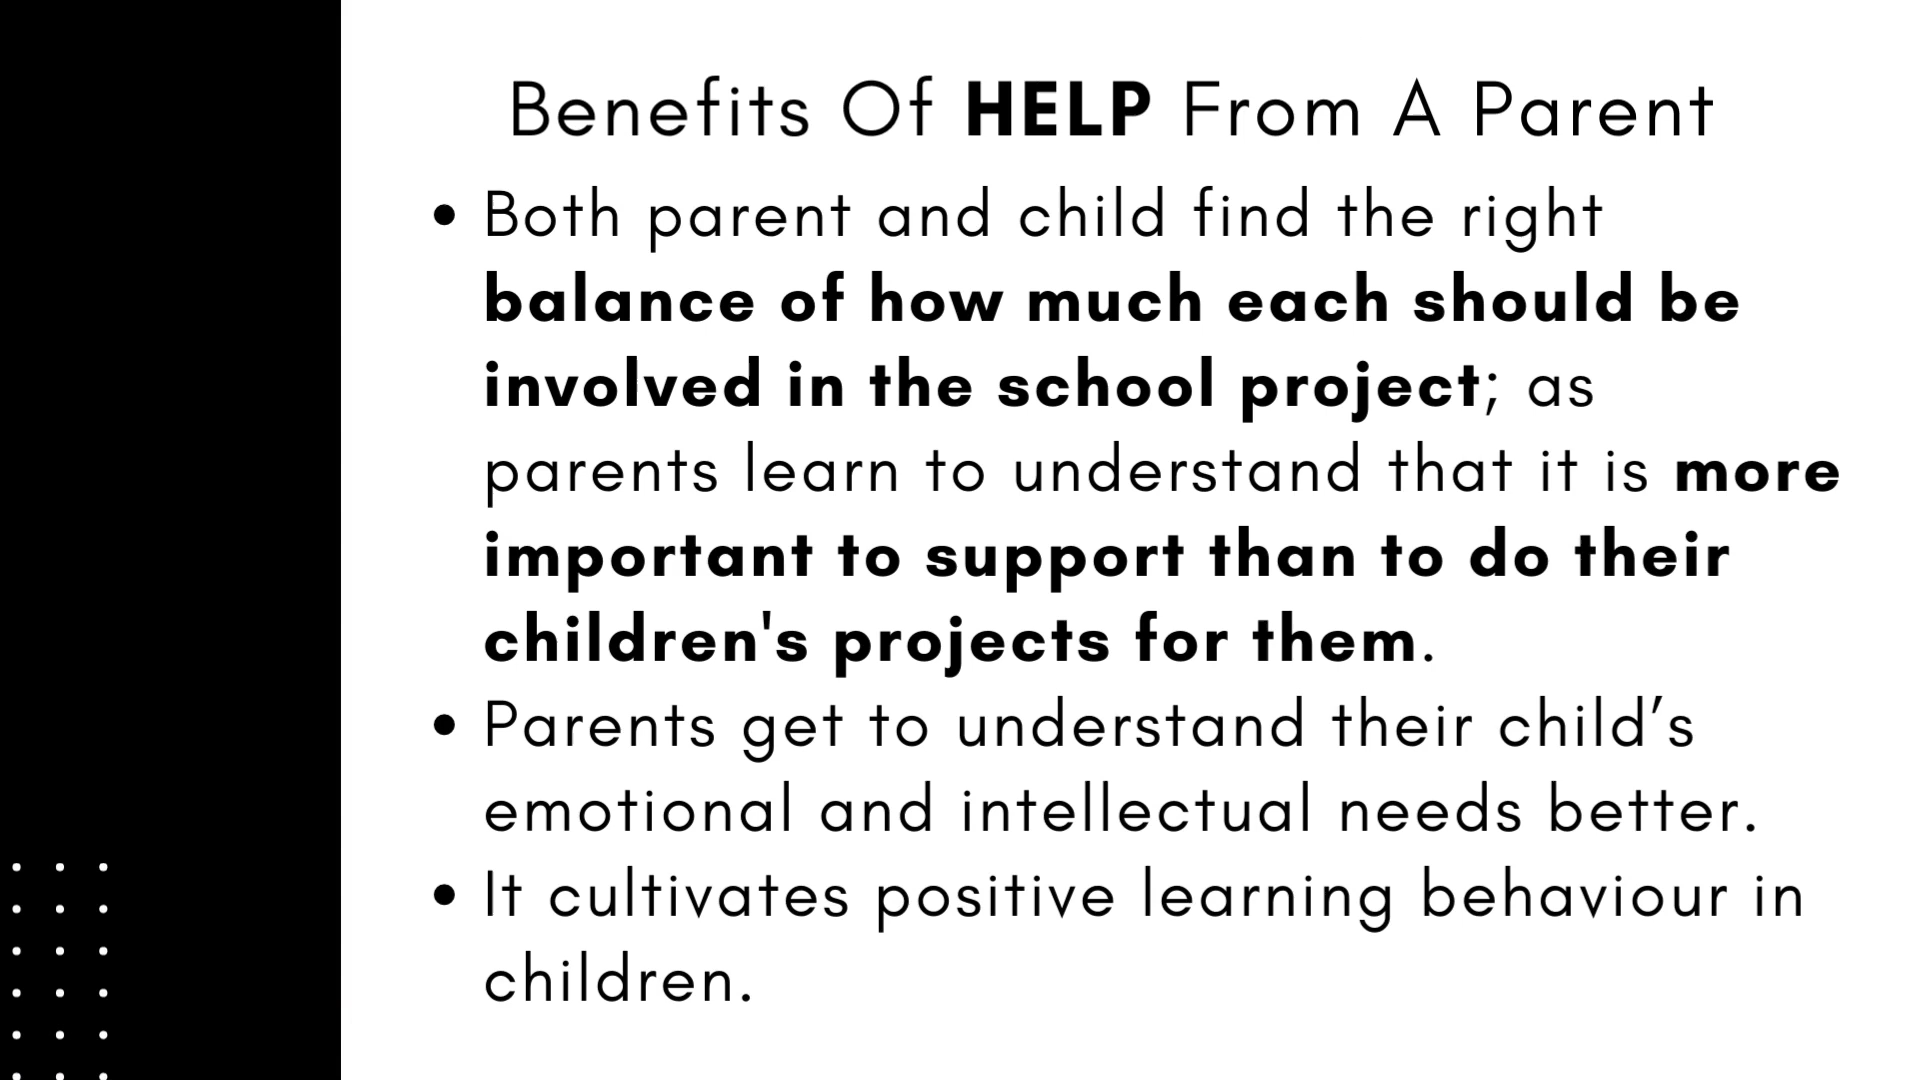 Benefits Of HELP From A Parent
• Both parent and child find the right
balance of how much each should be
involved in the school project; as
parents learn to understand that it is more
important to support than to do their
children's projects for them.
• Parents get to understand their child’s
emotional and intellectual needs better.
• It cultivates positive learning behaviour in
children.